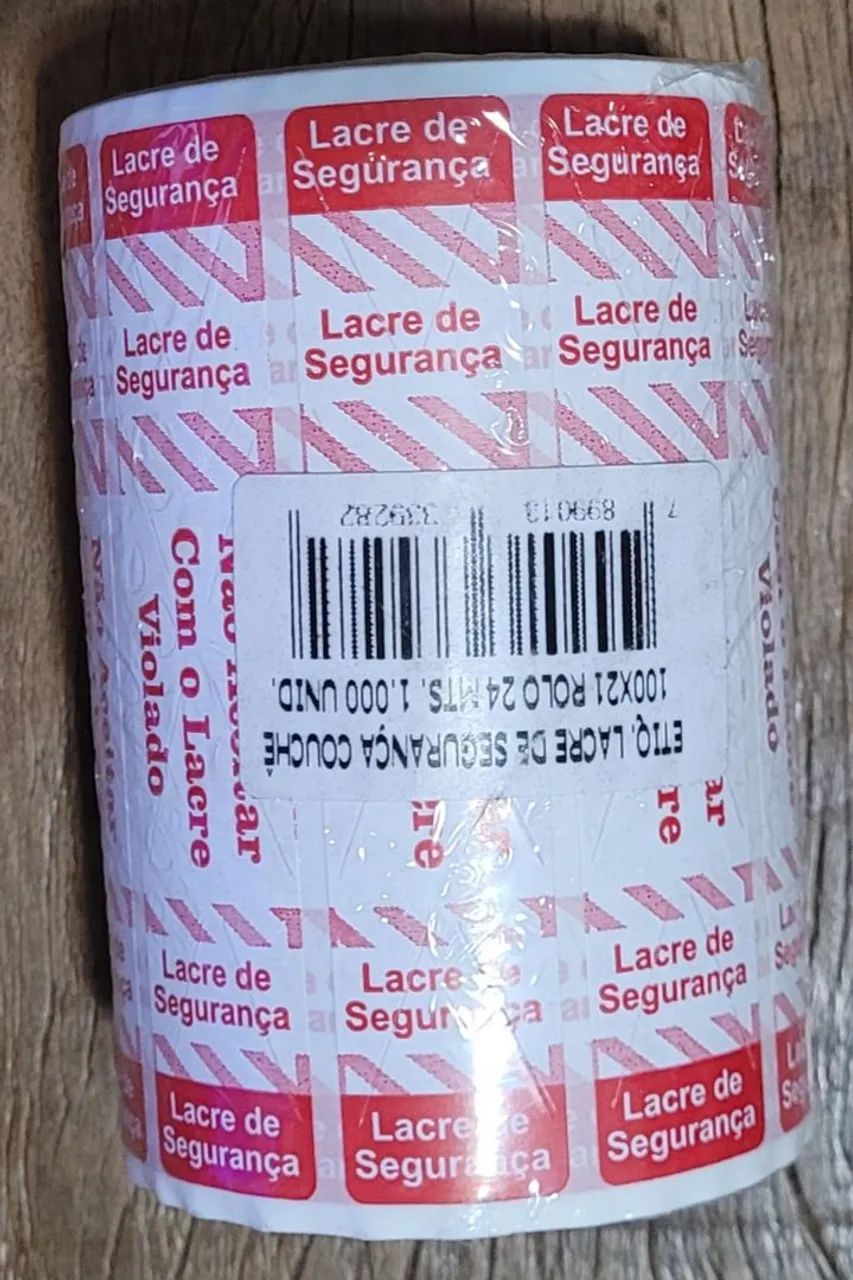 Lacre de
Segurança
Lacre de
Segurança
Lacre de
Segurança
Lacre de
Segurança
Lacre de
Segurança
Lacre de
Segurança
Com o Lacre
Violado
Violado
ETIQ. LACRE DE SEGURANÇA COUCHÊ
100X21 ROLO 24 MTS. 1.000 UNID.
7 899013 339282
Lacre de
Segurança
Lacre de
Segurança
Lacre de
Segurança
Lacre de
Segurança
Lacre de
Segurança
Lacre de
Segurança